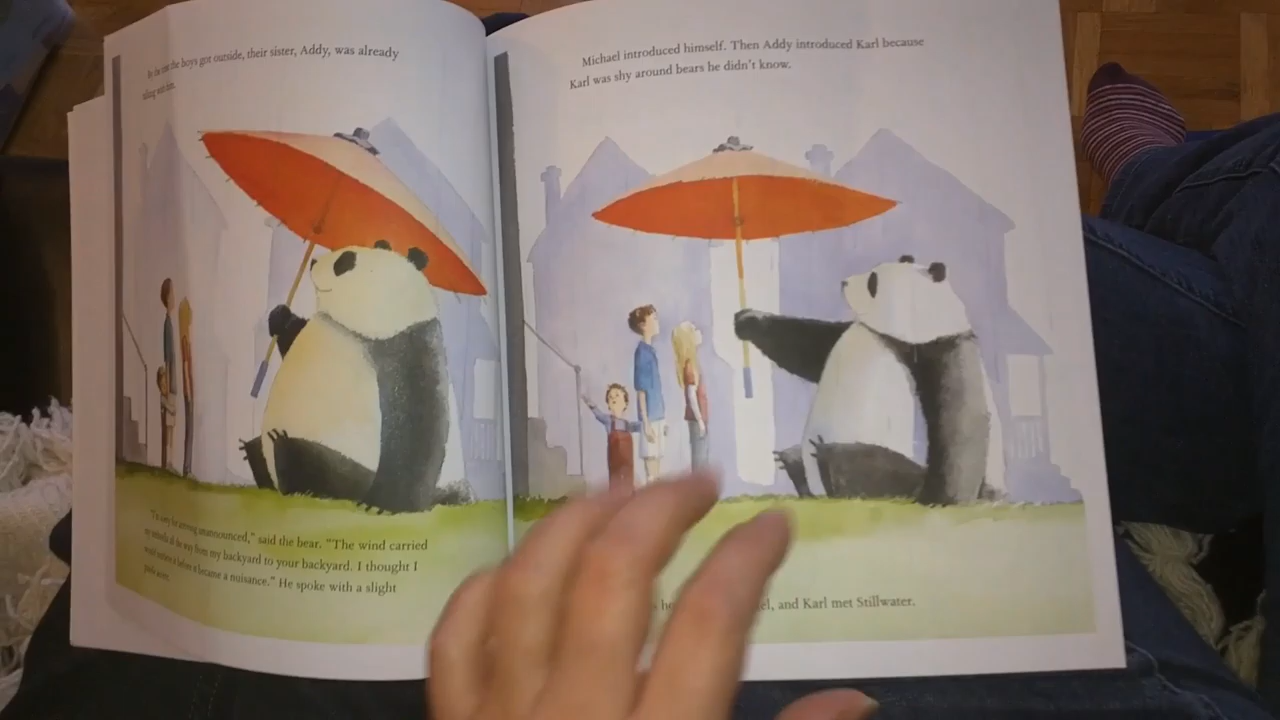 By the time the boys got outside, their sister, Addy, was already
talking with him.
"I'm sorry for arriving unannounced," said the bear. "The wind carried
my umbrella all the way from my backyard to your backyard. I thought I
would retrieve it before it became a nuisance." He spoke with a slight
panda accent.
Michael introduced himself. Then Addy introduced Karl because
Karl was shy around bears he didn't know.
and Karl met Stillwater.